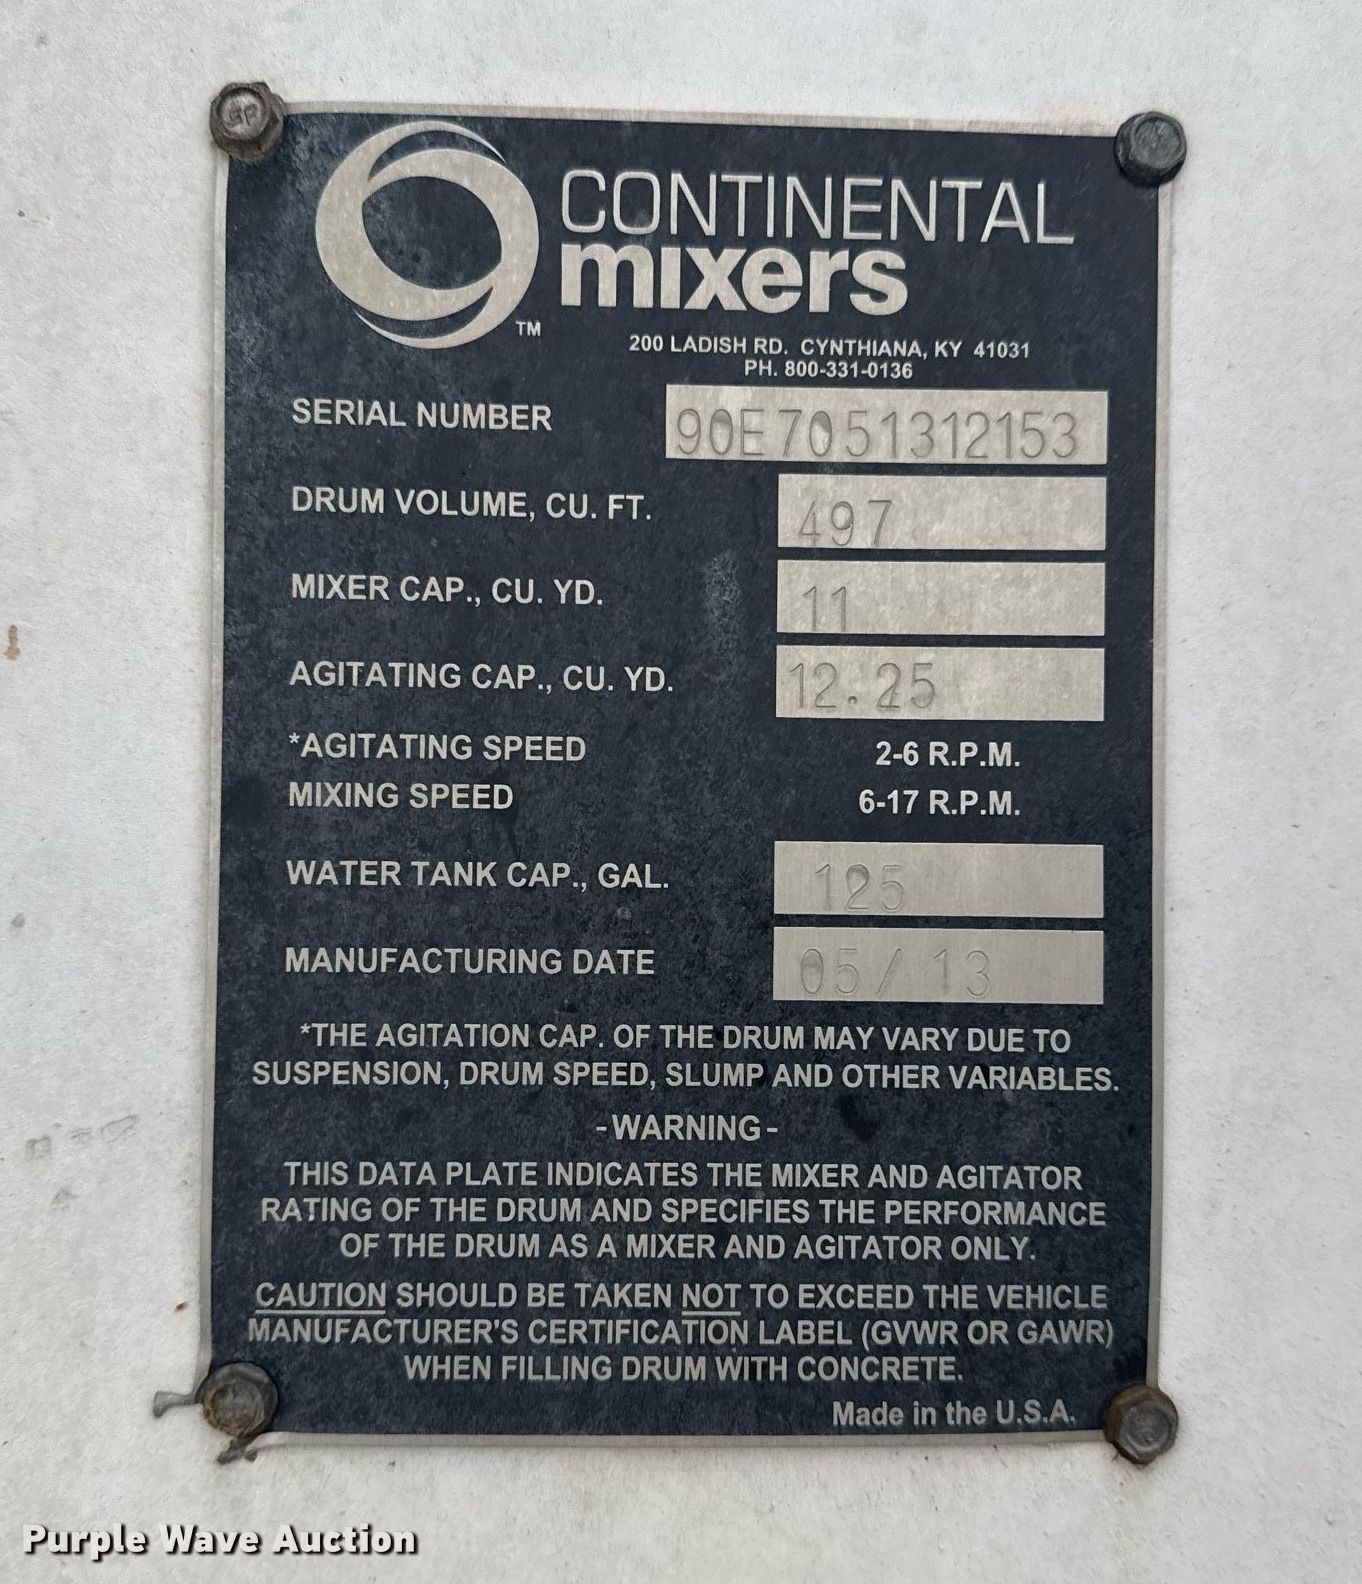 CONTINENTAL
mixers
TM
200 LADISH RD. CYNTHIANA, KY 41031
PH. 800-331-0136
SERIAL NUMBER 90E7051312153
DRUM VOLUME, CU. FT. 497
MIXER CAP., CU. YD. 11
AGITATING CAP., CU. YD. 12.25
*AGITATING SPEED 2-6 R.P.M.
MIXING SPEED 6-17 R.P.M.
WATER TANK CAP., GAL. 125
MANUFACTURING DATE 05/13
*THE AGITATION CAP. OF THE DRUM MAY VARY DUE TO
SUSPENSION, DRUM SPEED, SLUMP AND OTHER VARIABLES.
-WARNING-
THIS DATA PLATE INDICATES THE MIXER AND AGITATOR
RATING OF THE DRUM AND SPECIFIES THE PERFORMANCE
OF THE DRUM AS A MIXER AND AGITATOR ONLY.
CAUTION SHOULD BE TAKEN NOT TO EXCEED THE VEHICLE
MANUFACTURER'S CERTIFICATION LABEL (GVWR OR GAWR)
WHEN FILLING DRUM WITH CONCRETE.
Made in the U.S.A.
Purple Wave Auction